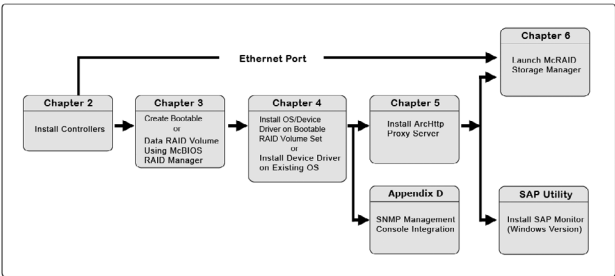 Chapter 6
Launch McRAID
Storage Manager
Ethernet Port
Chapter 2
Install Controllers
Chapter 3
Create Bootable
or
Data RAID Volume
Using McBIOS
RAID Manager
Chapter 4
Install OS/Device
Driver on Bootable
RAID Volume Set
or
Install Device Driver
on Existing OS
Chapter 5
Install ArcHttp
Proxy Server
Appendix D
SNMP Management
Console Integration
SAP Utility
Install SAP Monitor
(Windows Version)